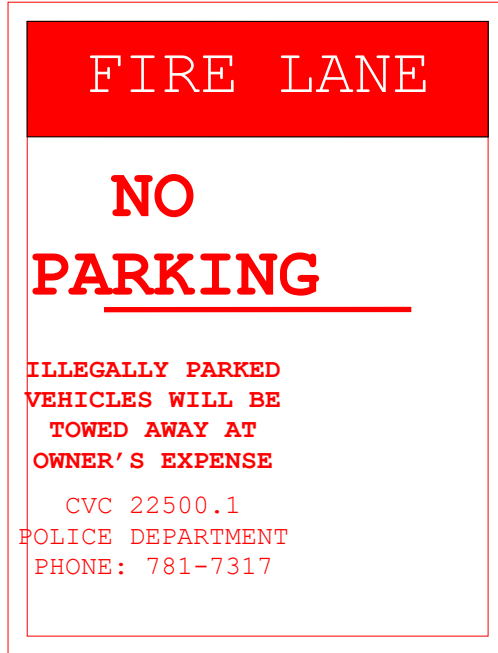 FIRE LANE
NO
PARKING
ILLEGALLY PARKED
VEHICLES WILL BE
TOWED AWAY AT
OWNER’S EXPENSE
CVC 22500.1
POLICE DEPARTMENT
PHONE: 781-7317